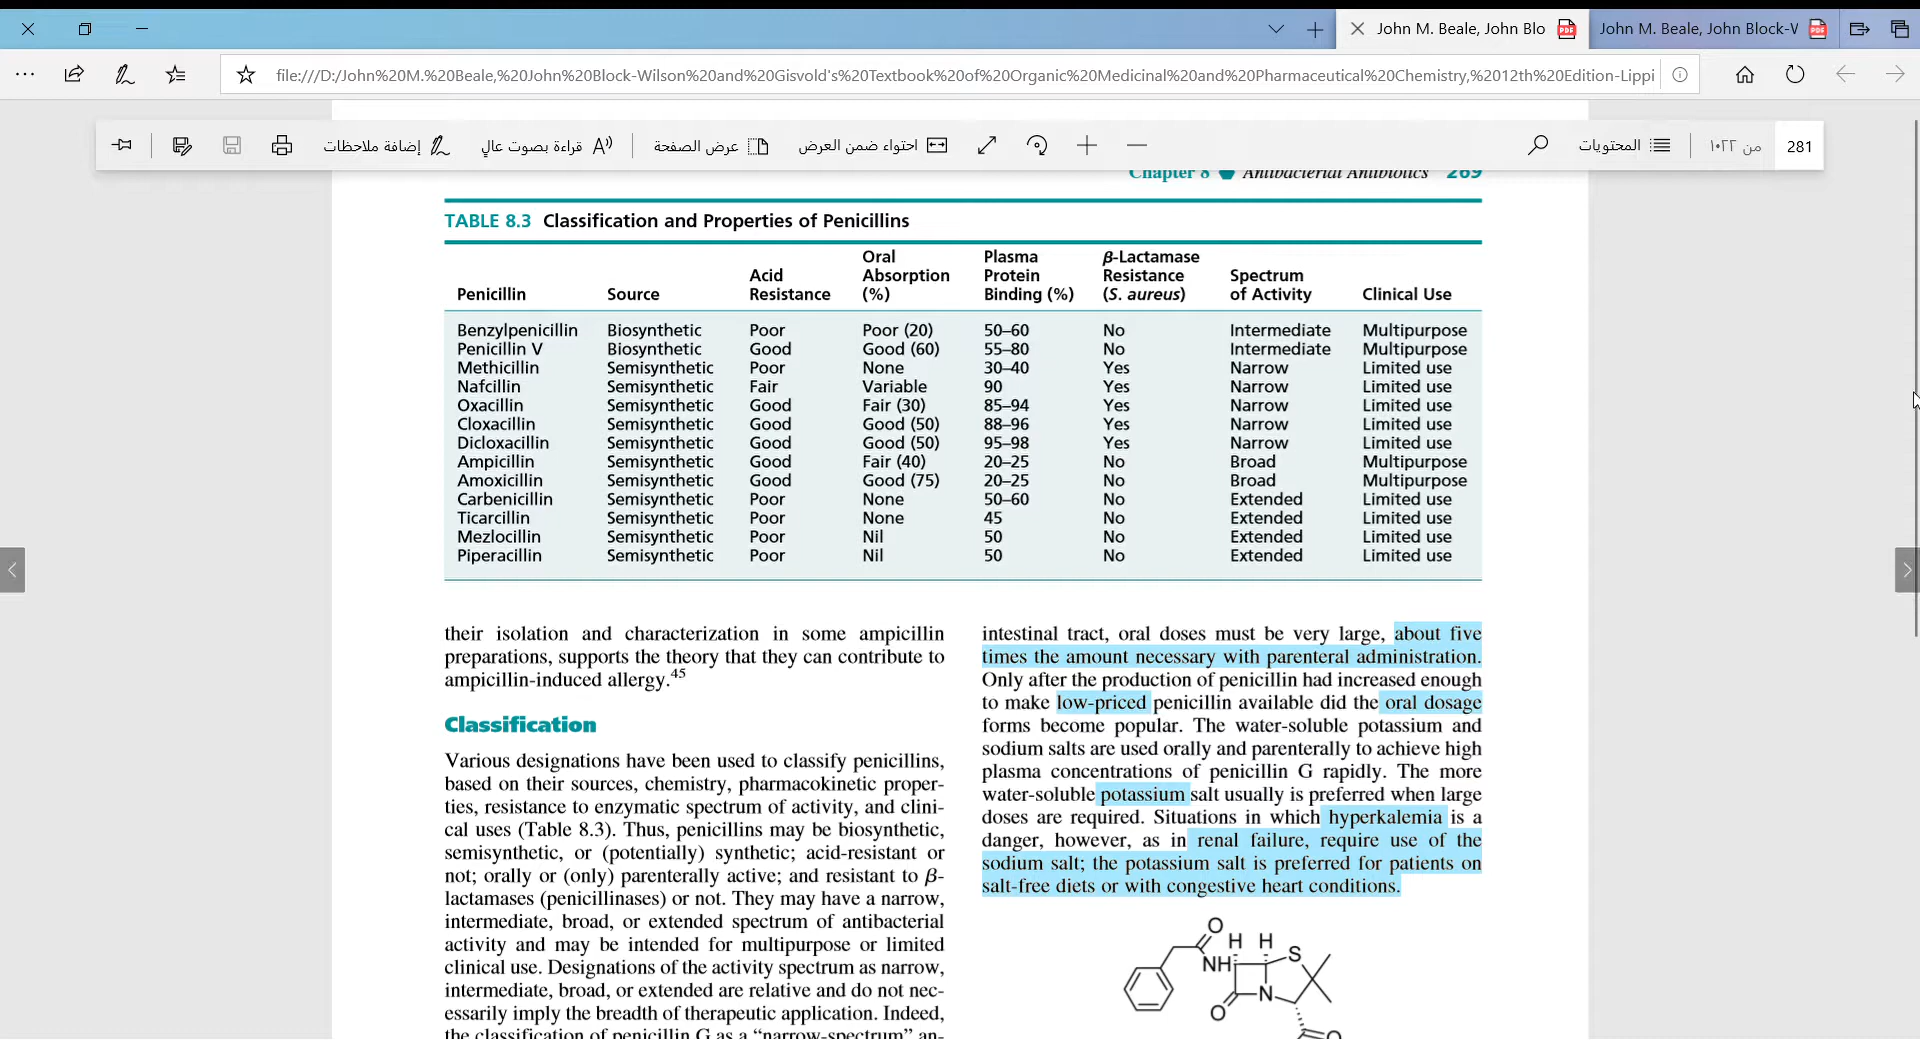 John M. Beale, John Blo
John M. Beale, John Block-W
file:///D:/John%20M.%20Beale,%20John%20Block-Wilson%20and%20Gisvold's%20Textbook%20of%20Organic%20Medicinal%20and%20Pharmaceutical%20Chemistry,%2012th%20Edition-Lippi
إضافة ملاحظات
قراءة بصوت عالٍ
عرض الصفحة
احتواء ضمن العرض
المحتويات
من ١٠٢٢
281
Chapter 8 Antibacterial Antibiotics 269
TABLE 8.3 Classification and Properties of Penicillins
Penicillin Source Acid Resistance Oral Absorption (%) Plasma Protein Binding (%) β-Lactamase Resistance (S. aureus) Spectrum of Activity Clinical Use
Benzylpenicillin Biosynthetic Poor Poor (20) 50–60 No Intermediate Multipurpose
Penicillin V Biosynthetic Good Good (60) 55–80 No Intermediate Multipurpose
Methicillin Semisynthetic Poor None 30–40 Yes Narrow Limited use
Nafcillin Semisynthetic Fair Variable 90 Yes Narrow Limited use
Oxacillin Semisynthetic Good Fair (30) 85–94 Yes Narrow Limited use
Cloxacillin Semisynthetic Good Good (50) 88–96 Yes Narrow Limited use
Dicloxacillin Semisynthetic Good Good (50) 95–98 Yes Narrow Limited use
Ampicillin Semisynthetic Good Fair (40) 20–25 No Broad Multipurpose
Amoxicillin Semisynthetic Good Good (75) 20–25 No Broad Multipurpose
Carbenicillin Semisynthetic Poor None 50–60 No Extended Limited use
Ticarcillin Semisynthetic Poor None 45 No Extended Limited use
Mezlocillin Semisynthetic Poor Nil 50 No Extended Limited use
Piperacillin Semisynthetic Poor Nil 50 No Extended Limited use
their isolation and characterization in some ampicillin
preparations, supports the theory that they can contribute to
ampicillin-induced allergy.45
Classification
Various designations have been used to classify penicillins,
based on their sources, chemistry, pharmacokinetic proper-
ties, resistance to enzymatic spectrum of activity, and clini-
cal uses (Table 8.3). Thus, penicillins may be biosynthetic,
semisynthetic, or (potentially) synthetic; acid-resistant or
not; orally or (only) parenterally active; and resistant to β-
lactamases (penicillinases) or not. They may have a narrow,
intermediate, broad, or extended spectrum of antibacterial
activity and may be intended for multipurpose or limited
clinical use. Designations of the activity spectrum as narrow,
intermediate, broad, or extended are relative and do not nec-
essarily imply the breadth of therapeutic application. Indeed,
the classification of penicillin G as a “narrow-spectrum” an-
intestinal tract, oral doses must be very large, about five
times the amount necessary with parenteral administration.
Only after the production of penicillin had increased enough
to make low-priced penicillin available did the oral dosage
forms become popular. The water-soluble potassium and
sodium salts are used orally and parenterally to achieve high
plasma concentrations of penicillin G rapidly. The more
water-soluble potassium salt usually is preferred when large
doses are required. Situations in which hyperkalemia is a
danger, however, as in renal failure, require use of the
sodium salt; the potassium salt is preferred for patients on
salt-free diets or with congestive heart conditions.
O
H H
S
NH
N
O
O